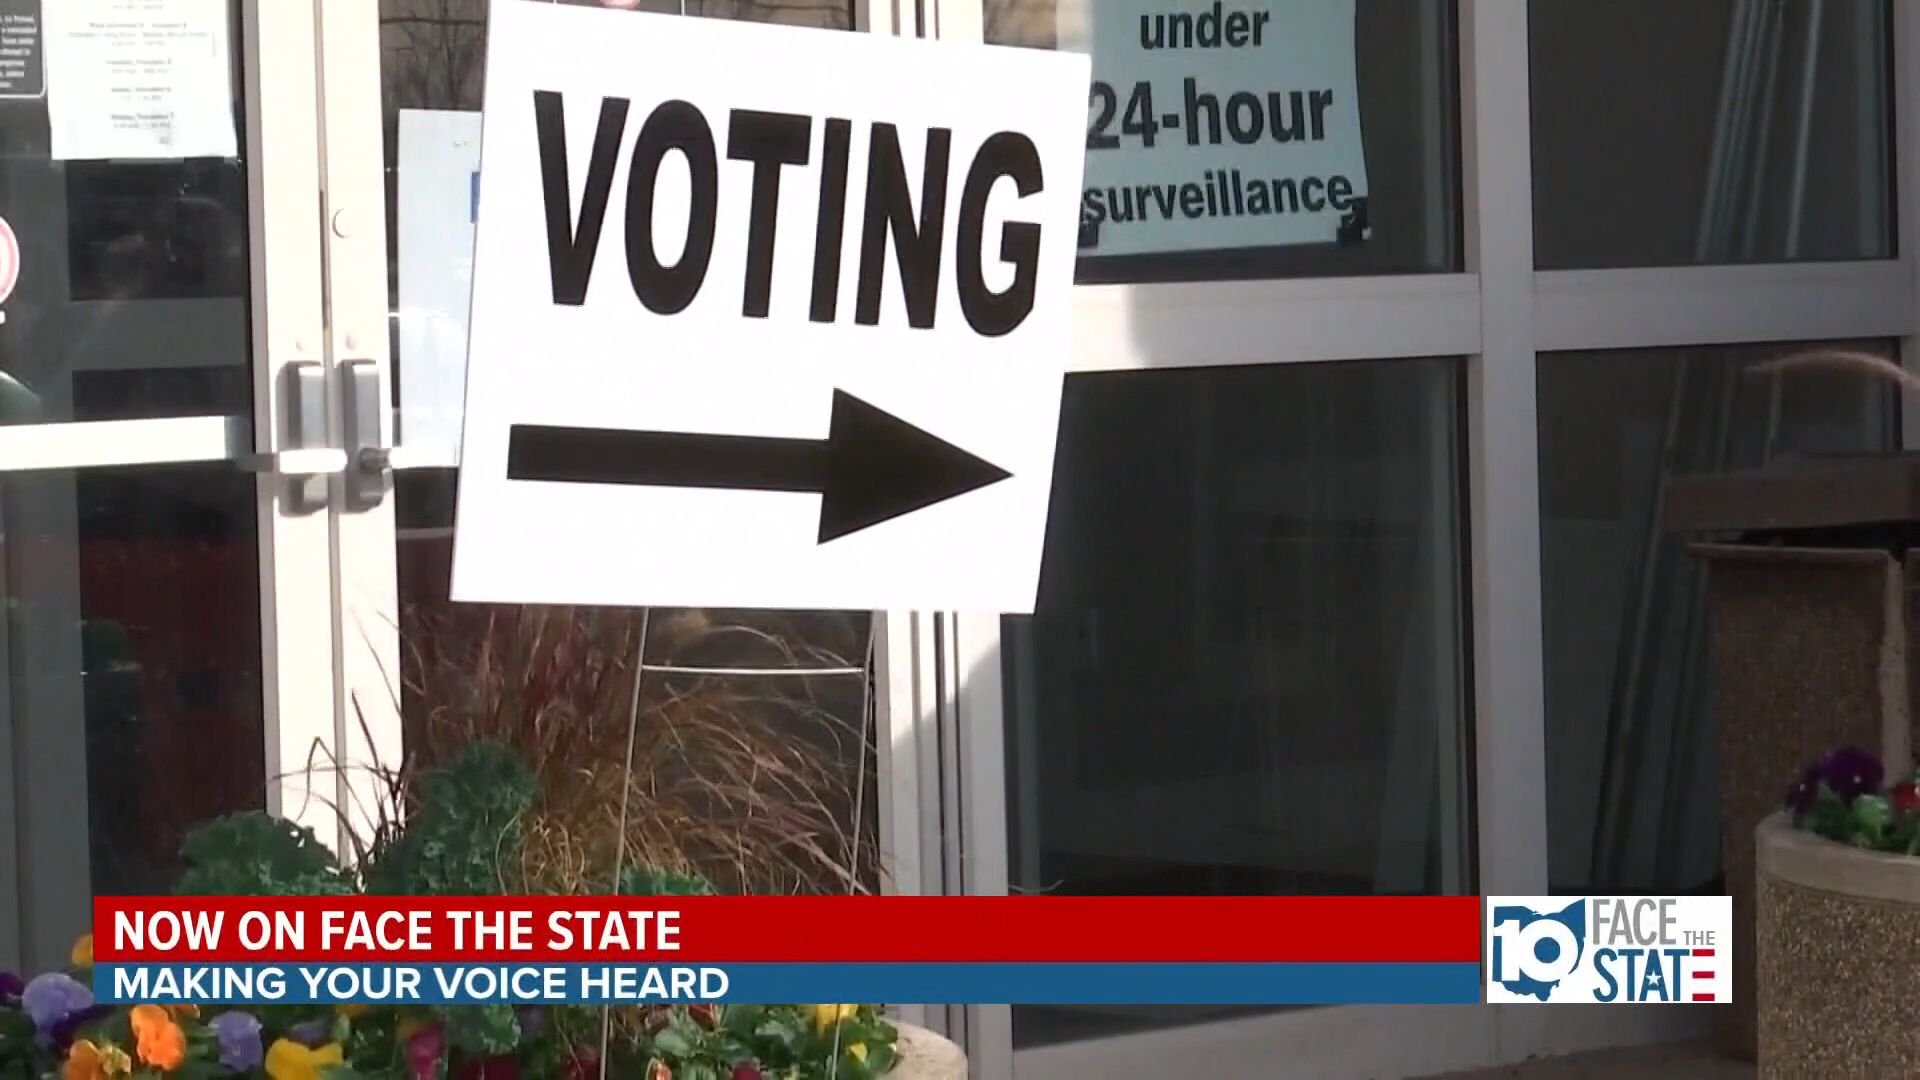 VOTING
under
24-hour
surveillance
NOW ON FACE THE STATE
MAKING YOUR VOICE HEARD
10
FACE THE
STATE